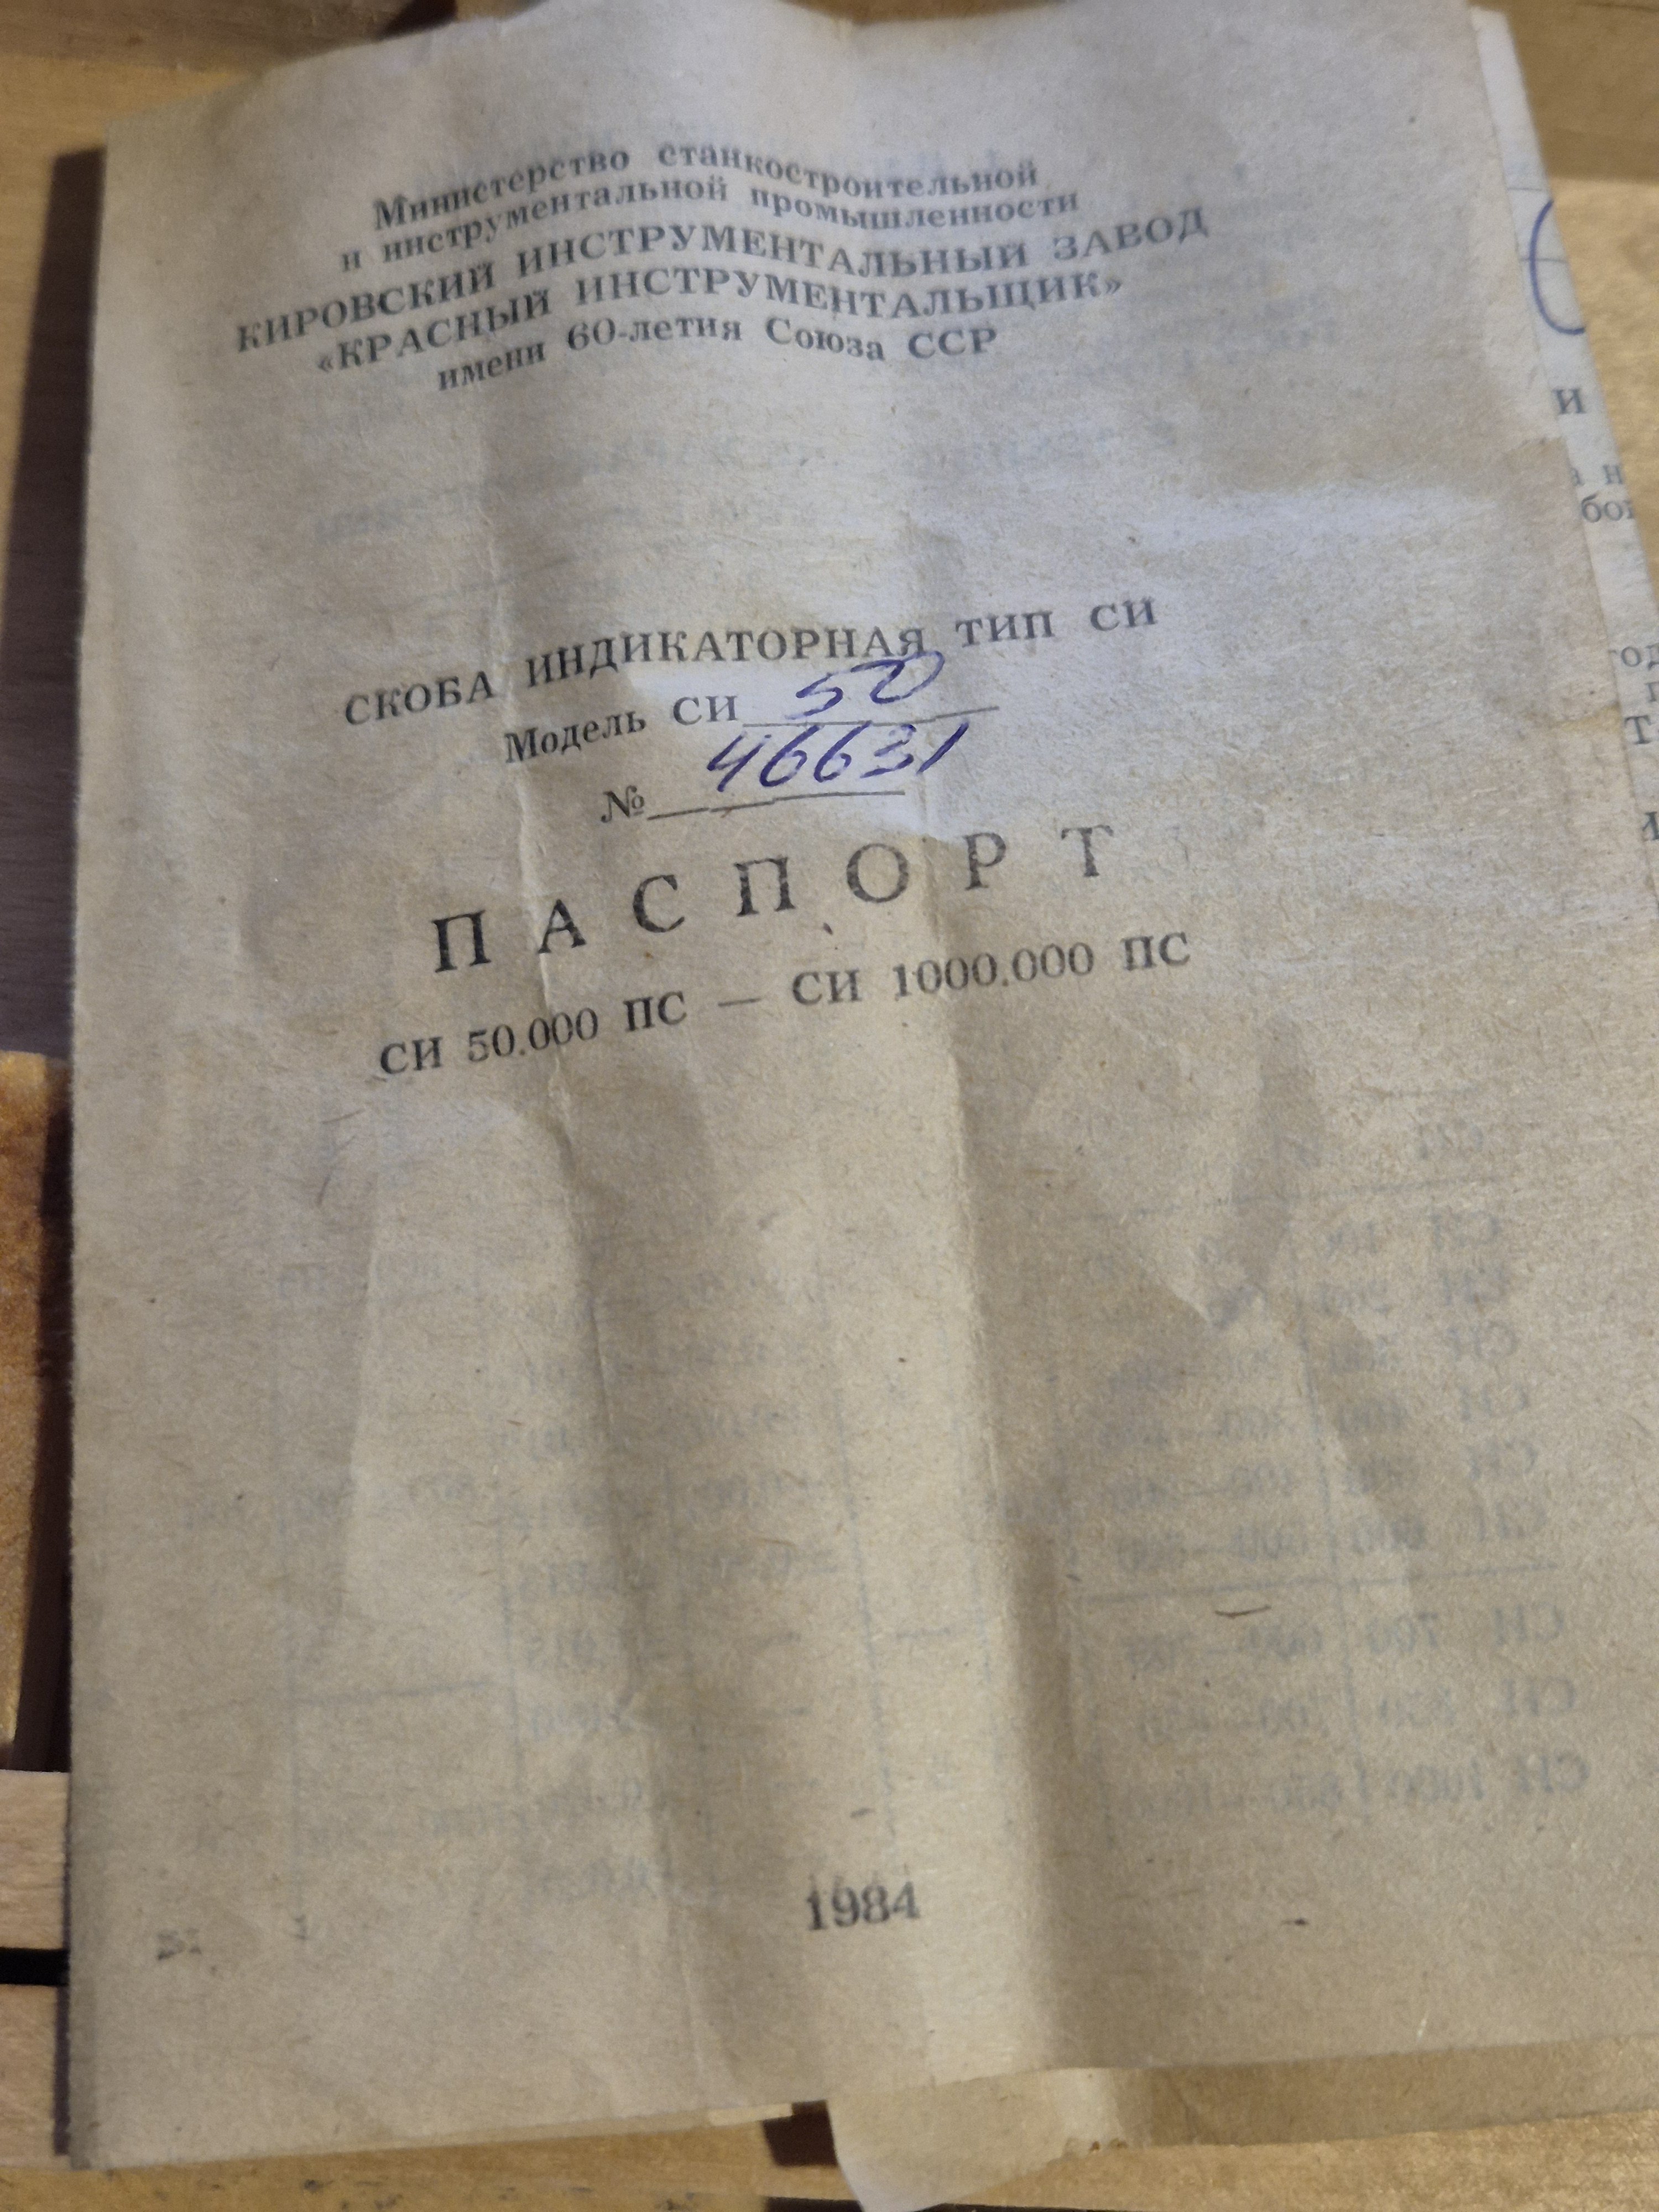 Министерство станкостроительной
и инструментальной промышленности
КИРОВСКИЙ ИНСТРУМЕНТАЛЬНЫЙ ЗАВОД
«КРАСНЫЙ ИНСТРУМЕНТАЛЬЩИК»
имени 60-летия Союза ССР
СКОБА ИНДИКАТОРНАЯ ТИП СИ
Модель СИ 50
№ 46631
ПАСПОРТ
СИ 50.000 ПС — СИ 1000.000 ПС
1984